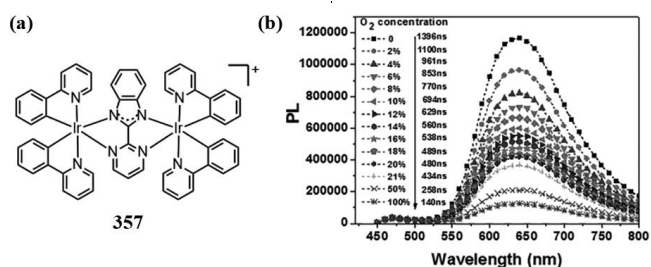 (a)
]+
N
N
N
N
Ir
Ir
N
N
N
N
357
(b)
PL
1200000
1000000
800000
600000
400000
200000
0
O2 concentration
0 1396ns
2% 1100ns
4% 961ns
6% 853ns
8% 770ns
10% 694ns
12% 629ns
14% 560ns
16% 538ns
18% 489ns
20% 480ns
21% 434ns
50% 258ns
100% 140ns
450 500 550 600 650 700 750 800
Wavelength (nm)